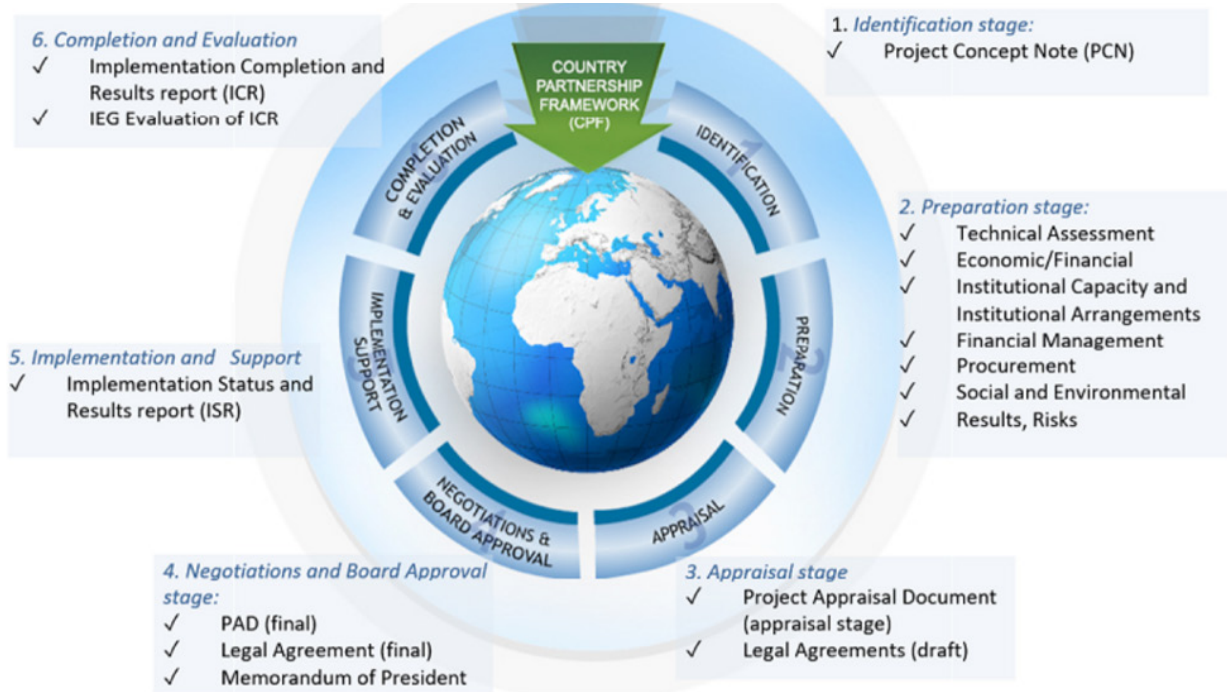 6. Completion and Evaluation
✓ Implementation Completion and
Results report (ICR)
✓ IEG Evaluation of ICR
COUNTRY
PARTNERSHIP
FRAMEWORK
(CPF)
1. Identification stage:
✓ Project Concept Note (PCN)
COMPLETION
& EVALUATION
1
IDENTIFICATION
2. Preparation stage:
✓ Technical Assessment
✓ Economic/Financial
✓ Institutional Capacity and
Institutional Arrangements
✓ Financial Management
✓ Procurement
✓ Social and Environmental
✓ Results, Risks
2
PREPARATION
5. Implementation and Support
✓ Implementation Status and
Results report (ISR)
IMPLEMENTATION
SUPPORT
NEGOTIATIONS &
BOARD APPROVAL
4
3
APPRAISAL
4. Negotiations and Board Approval
stage:
✓ PAD (final)
✓ Legal Agreement (final)
✓ Memorandum of President
3. Appraisal stage
✓ Project Appraisal Document
(appraisal stage)
✓ Legal Agreements (draft)